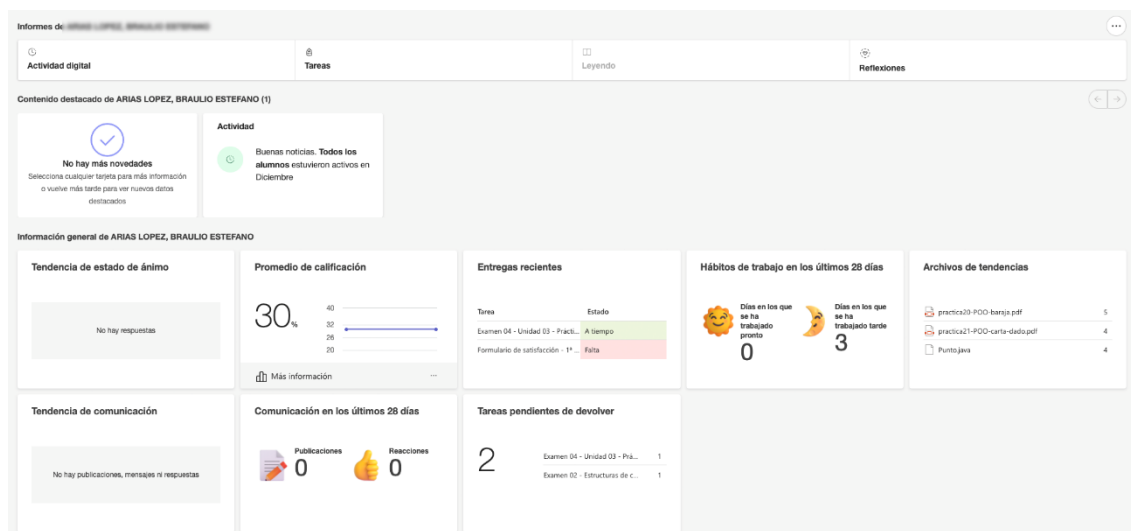 Informes de
Actividad digital
Tareas
Leyendo
Reflexiones
Contenido destacado de ARIAS LOPEZ, BRAULIO ESTEFANO (1)
No hay más novedades
Selecciona cualquier tarjeta para más información
o vuelve más tarde para ver nuevos datos
destacados
Actividad
Buenas noticias. Todos los
alumnos estuvieron activos en
Diciembre
Información general de ARIAS LOPEZ, BRAULIO ESTEFANO
Tendencia de estado de ánimo
No hay respuestas
Promedio de calificación
30%
40
32
26
20
Más información
Entregas recientes
Tarea Estado
Examen 04 - Unidad 03 - Prácti... A tiempo
Formulario de satisfacción - 1º ... Falta
Hábitos de trabajo en los últimos 28 días
Días en los que
se ha
trabajado
pronto
0
Días en los que
se ha
trabajado tarde
3
Archivos de tendencias
practica20-POO-baraja.pdf 5
practica21-POO-carta-dado.pdf 4
Punto.java 4
Tendencia de comunicación
No hay publicaciones, mensajes ni respuestas
Comunicación en los últimos 28 días
Publicaciones
0
Reacciones
0
Tareas pendientes de devolver
2
Examen 04 - Unidad 03 - Prá... 1
Examen 02 - Estructuras de c... 1